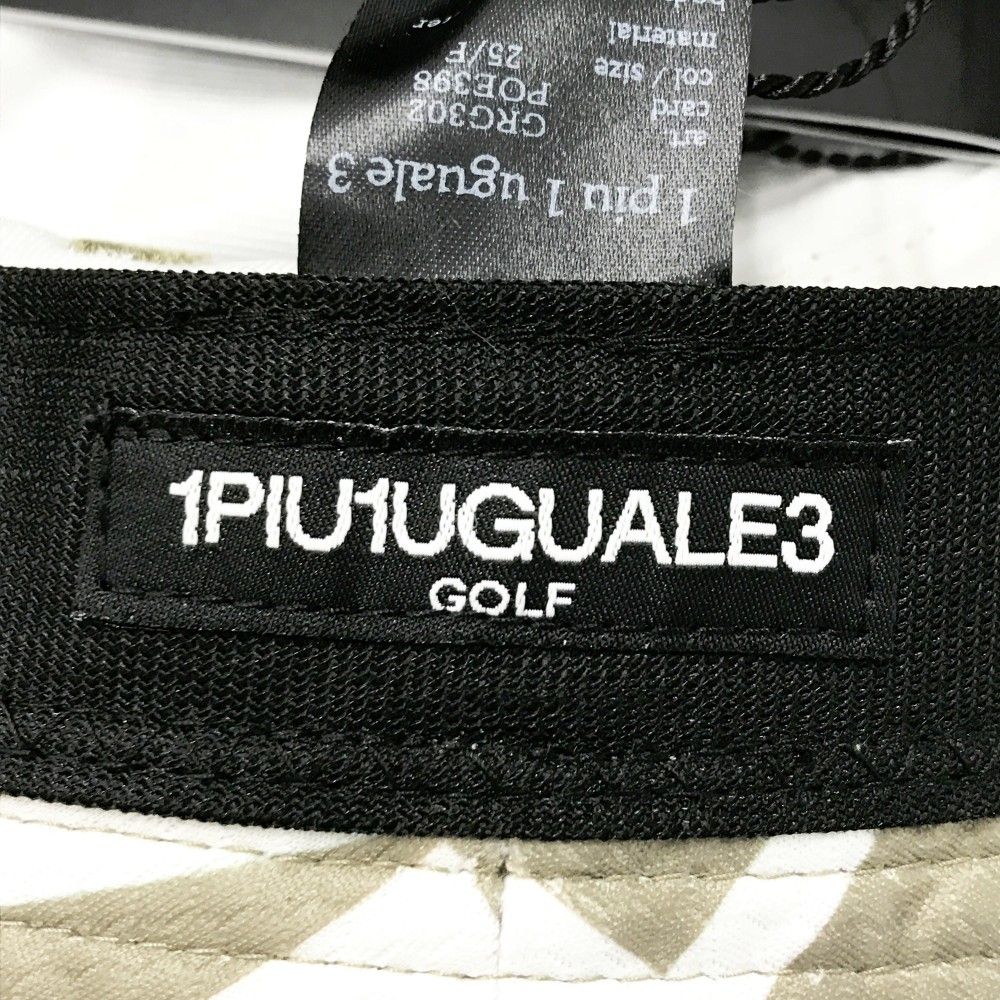 1 piu 1 uguale 3
art. GRG302
card POE398
col / size 25/F
material
1PIU1UGUALE3
GOLF